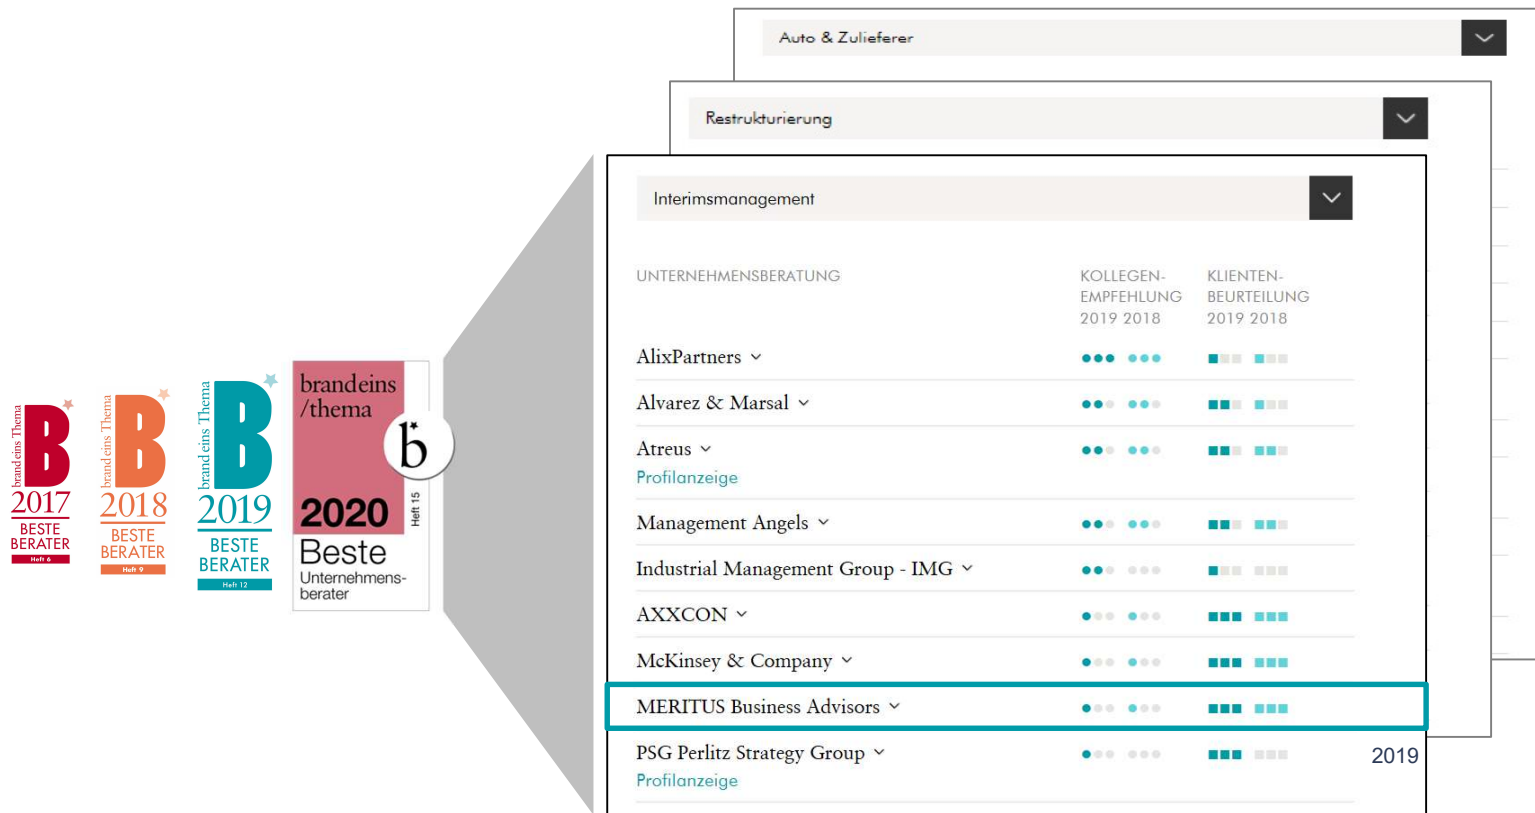 brand eins Thema
B
2017
BESTE
BERATER
Heft 6
brand eins Thema
B
2018
BESTE
BERATER
Heft 9
brand eins Thema
B
2019
BESTE
BERATER
Heft 12
brandeins
/thema
b
2020
Heft 15
Beste
Unternehmens-
berater
Auto & Zulieferer
Restrukturierung
Interimsmanagement
UNTERNEHMENSBERATUNG
KOLLEGEN-
EMPFEHLUNG
2019 2018
KLIENTEN-
BEURTEILUNG
2019 2018
AlixPartners
Alvarez & Marsal
Atreus
Profilanzeige
Management Angels
Industrial Management Group - IMG
AXXCON
McKinsey & Company
MERITUS Business Advisors
PSG Perlitz Strategy Group
Profilanzeige
2019